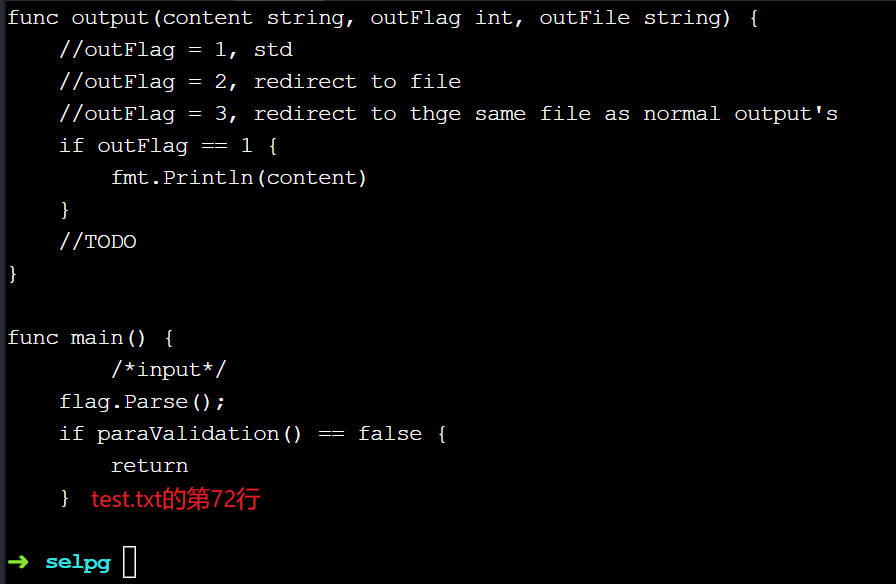 func output(content string, outFlag int, outFile string) {
    //outFlag = 1, std
    //outFlag = 2, redirect to file
    //outFlag = 3, redirect to thge same file as normal output's
    if outFlag == 1 {
        fmt.Println(content)
    }
    //TODO
}

func main() {
        /*input*/
    flag.Parse();
    if paraValidation() == false {
        return
    } test.txt的第72行

➜ selpg